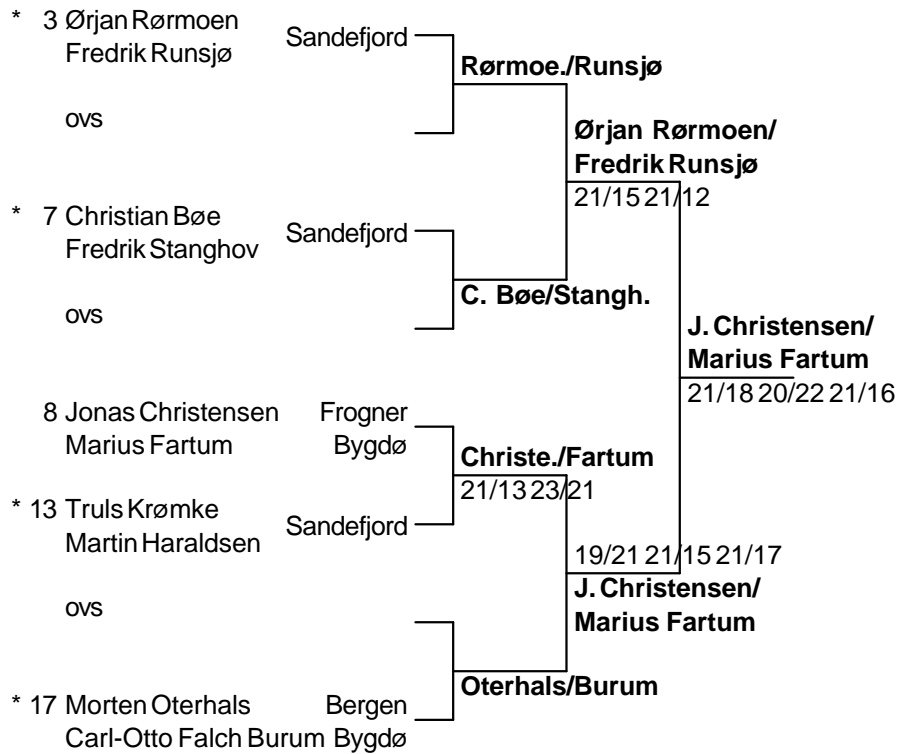 * 3 Ørjan Rørmoen Sandefjord
Fredrik Runsjø
Rørmoe./Runsjø
ovs
Ørjan Rørmoen/
Fredrik Runsjø
21/15 21/12
* 7 Christian Bøe Sandefjord
Fredrik Stanghov
C. Bøe/Stangh.
ovs
J. Christensen/
Marius Fartum
21/18 20/22 21/16
8 Jonas Christensen Frogner
Marius Fartum Bygdø
Christe./Fartum
21/13 23/21
* 13 Truls Krømke Sandefjord
Martin Haraldsen
19/21 21/15 21/17
J. Christensen/
Marius Fartum
ovs
Oterhals/Burum
* 17 Morten Oterhals Bergen
Carl-Otto Falch Burum Bygdø